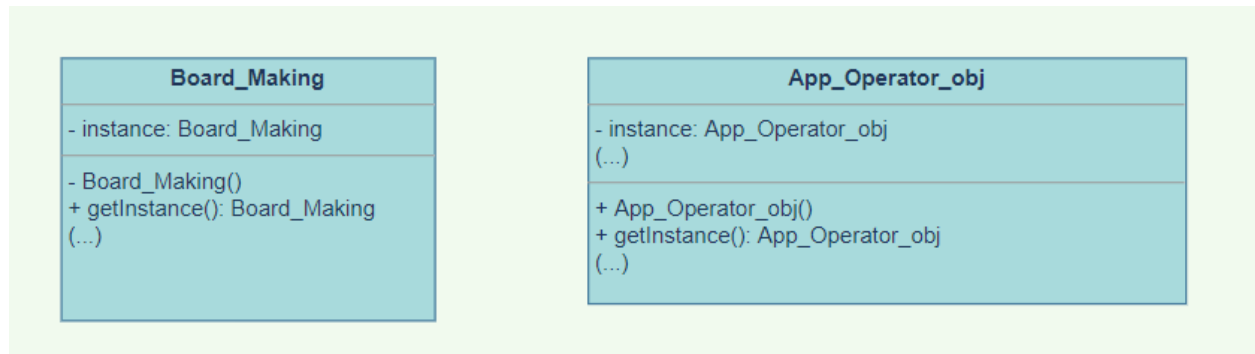 Board_Making
- instance: Board_Making
- Board_Making()
+ getInstance(): Board_Making
(...)
App_Operator_obj
- instance: App_Operator_obj
(...)
+ App_Operator_obj()
+ getInstance(): App_Operator_obj
(...)